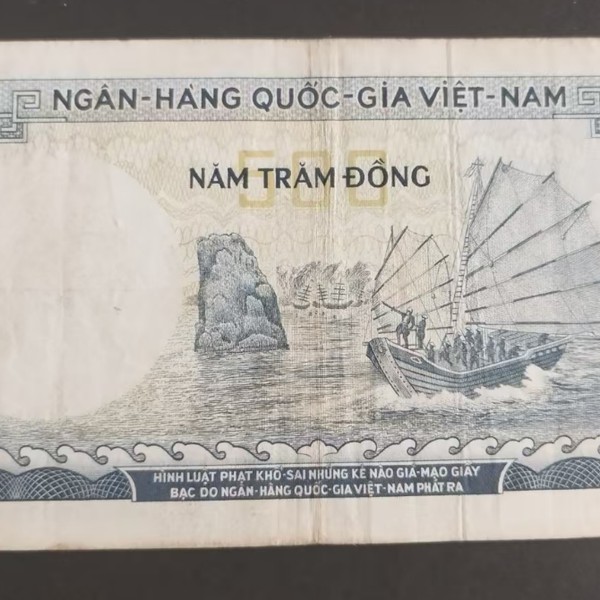 NGÂN-HÀNG QUỐC-GIA VIỆT-NAM
500
NĂM TRĂM ĐỒNG
HÌNH LUẬT PHẠT KHỔ-SAI NHỮNG KẺ NÀO GIẢ-MẠO GIẤY
BẠC DO NGÂN-HÀNG QUỐC-GIA VIỆT-NAM PHÁT RA